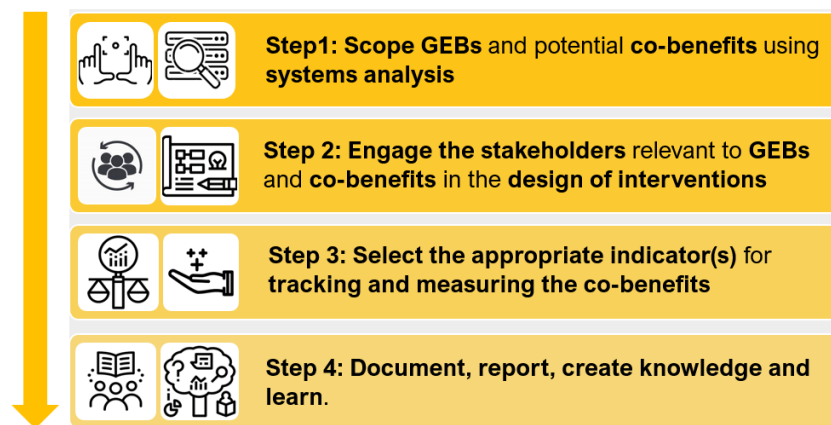 Step1: Scope GEBs and potential co-benefits using
systems analysis
Step 2: Engage the stakeholders relevant to GEBs
and co-benefits in the design of interventions
Step 3: Select the appropriate indicator(s) for
tracking and measuring the co-benefits
Step 4: Document, report, create knowledge and
learn.